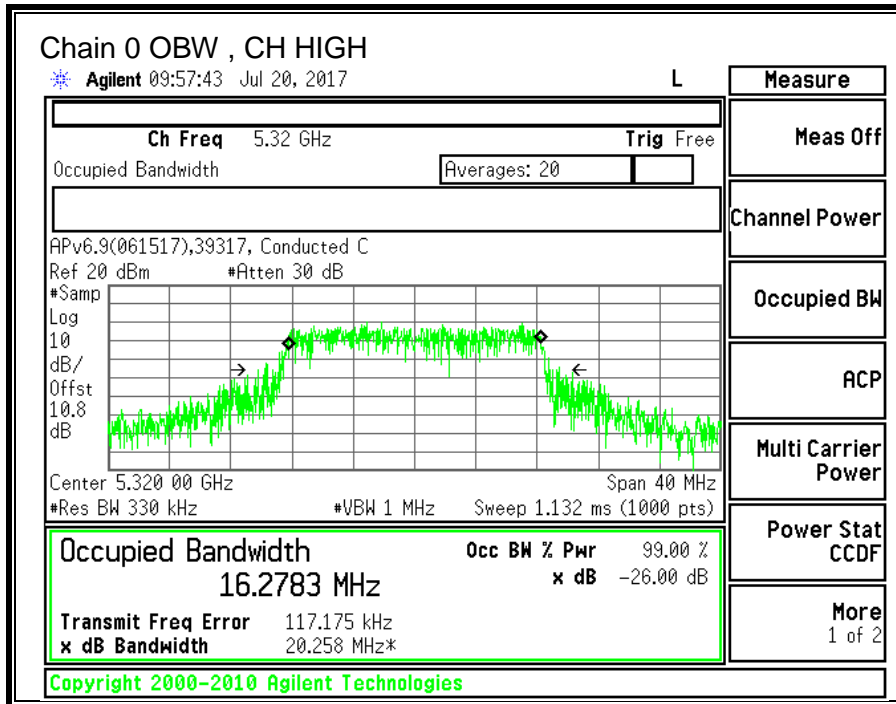 Chain 0 OBW , CH HIGH
Agilent 09:57:43 Jul 20, 2017 L
Measure
Ch Freq 5.32 GHz Trig Free
Occupied Bandwidth Averages: 20
APv6.9(061517),39317, Conducted C
Ref 20 dBm #Atten 30 dB
#Samp
Log
10
dB/
Offst
10.8
dB
Center 5.320 00 GHz Span 40 MHz
#Res BW 330 kHz #VBW 1 MHz Sweep 1.132 ms (1000 pts)
Occupied Bandwidth Occ BW % Pwr 99.00 %
16.2783 MHz x dB -26.00 dB
Transmit Freq Error 117.175 kHz
x dB Bandwidth 20.258 MHz*
Copyright 2000-2010 Agilent Technologies
Meas Off
Channel Power
Occupied BW
ACP
Multi Carrier
Power
Power Stat
CCDF
More
1 of 2